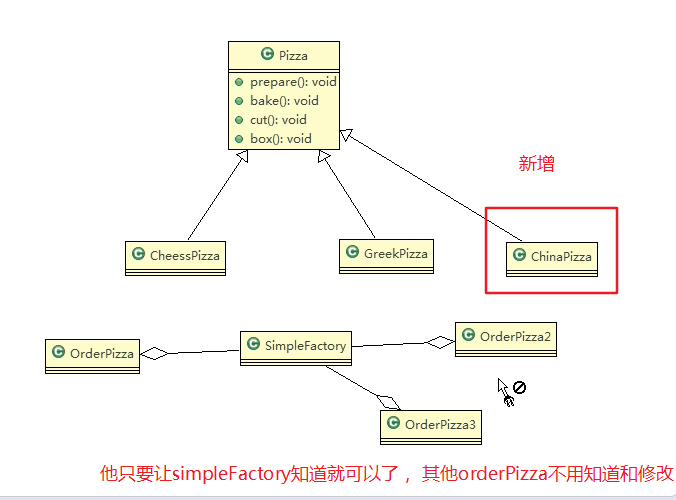 Pizza
prepare(): void
bake(): void
cut(): void
box(): void
新增
CheessPizza
GreekPizza
ChinaPizza
OrderPizza
SimpleFactory
OrderPizza2
OrderPizza3
他只要让simpleFactory知道就可以了，其他orderPizza不用知道和修改